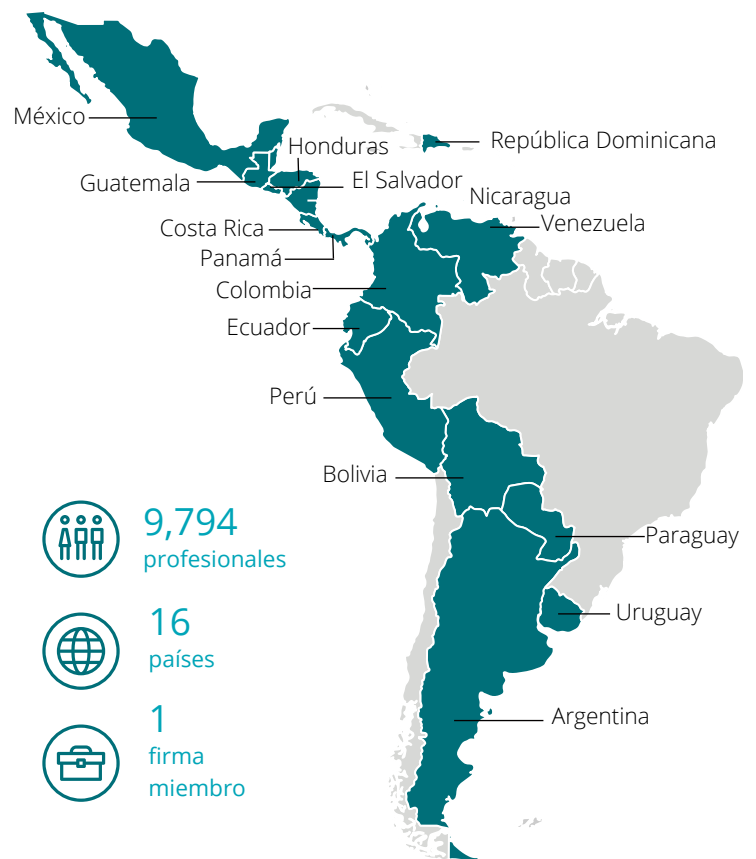 México
República Dominicana
Honduras
Guatemala
El Salvador
Nicaragua
Costa Rica
Venezuela
Panamá
Colombia
Ecuador
Perú
Bolivia
9,794
profesionales
Paraguay
16
países
Uruguay
1
firma
miembro
Argentina